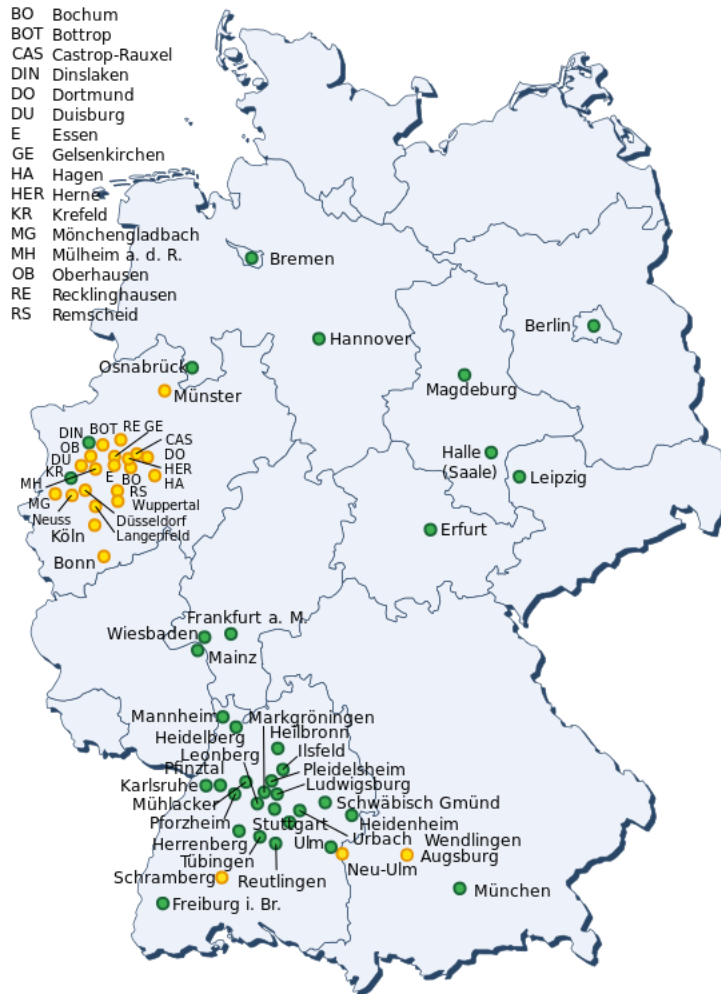 BO Bochum
BOT Bottrop
CAS Castrop-Rauxel
DIN Dinslaken
DO Dortmund
DU Duisburg
E Essen
GE Gelsenkirchen
HA Hagen
HER Herne
KR Krefeld
MG Mönchengladbach
MH Mülheim a. d. R.
OB Oberhausen
RE Recklinghausen
RS Remscheid
Bremen
Berlin
Hannover
Osnabrück
Magdeburg
Münster
DIN BOT RE GE
CAS
OB
DO
DU
HER
KR
E BO
HA
MH
RS
MG
Wuppertal
Neuss
Düsseldorf
Köln
Langenfeld
Bonn
Halle
(Saale)
Leipzig
Erfurt
Frankfurt a. M.
Wiesbaden
Mainz
Mannheim
Markgröningen
Heidelberg
Heilbronn
Leonberg
Ilsfeld
Pfinztal
Pleidelsheim
Karlsruhe
Ludwigsburg
Mühlacker
Schwäbisch Gmünd
Pforzheim
Stuttgart
Heidenheim
Herrenberg
Urbach
Wendlingen
Tübingen
Ulm
Augsburg
Neu-Ulm
Schramberg
Reutlingen
München
Freiburg i. Br.